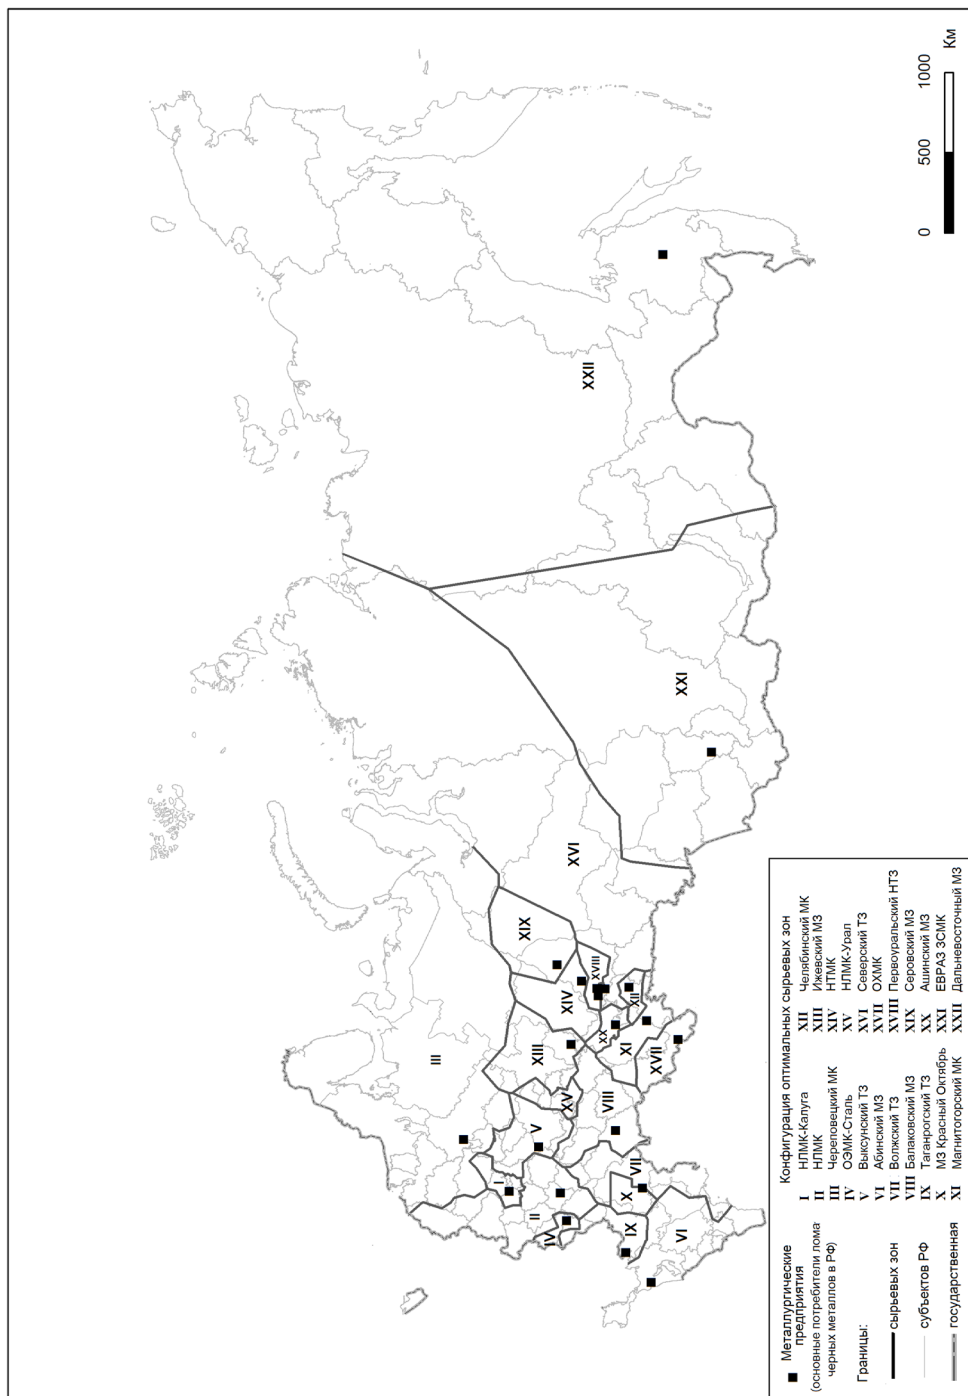 I
II
III
IV
V
VI
VII
VIII
IX
X
XI
XII
XIII
XIV
XV
XVI
XVII
XVIII
XIX
XX
XXI
XXII
0 500 1000
Км
Металлургические
предприятия
(основные потребители лома
черных металлов в РФ)
Границы:
сырьевых зон
субъектов РФ
государственная
Конфигурация оптимальных сырьевых зон
I НЛМК-Калуга
II НЛМК
III Череповецкий МК
IV ОЭМК-Сталь
V Выксунский ТЗ
VI Абинский МЗ
VII Волжский ТЗ
VIII Балаковский МЗ
IX Таганрогский ТЗ
X МЗ Красный Октябрь
XI Магнитогорский МК
XII Челябинский МК
XIII Ижевский МЗ
XIV НТМК
XV НЛМК-Урал
XVI Северский ТЗ
XVII ОХМК
XVIII Первоуральский НТЗ
XIX Серовский МЗ
XX Ашинский МЗ
XXI ЕВРАЗ ЗСМК
XXII Дальневосточный МЗ